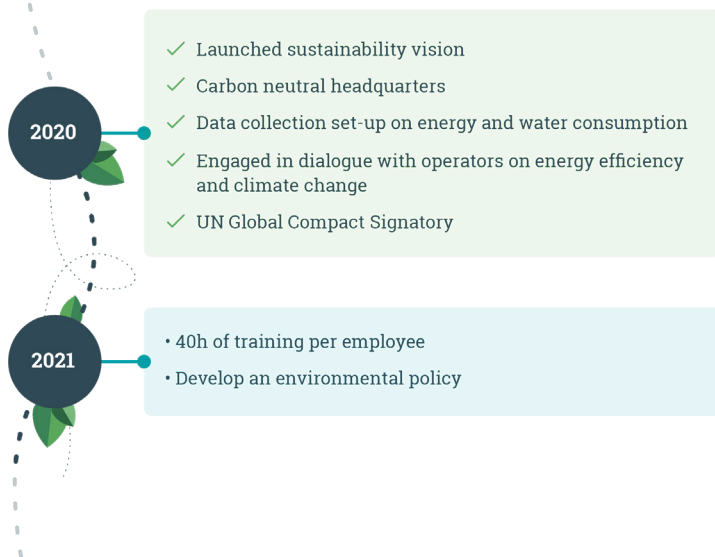 2020
Launched sustainability vision
Carbon neutral headquarters
Data collection set-up on energy and water consumption
Engaged in dialogue with operators on energy efficiency
and climate change
UN Global Compact Signatory
2021
• 40h of training per employee
• Develop an environmental policy